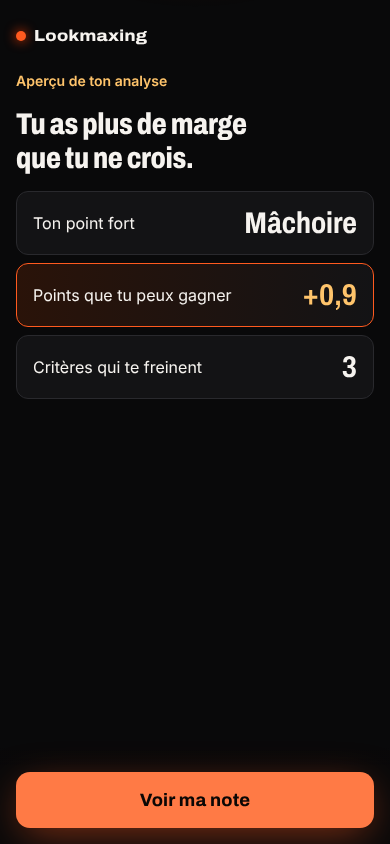 Lookmaxing
Aperçu de ton analyse
Tu as plus de marge
que tu ne crois.
Ton point fort
Mâchoire
Points que tu peux gagner
+0,9
Critères qui te freinent
3
Voir ma note